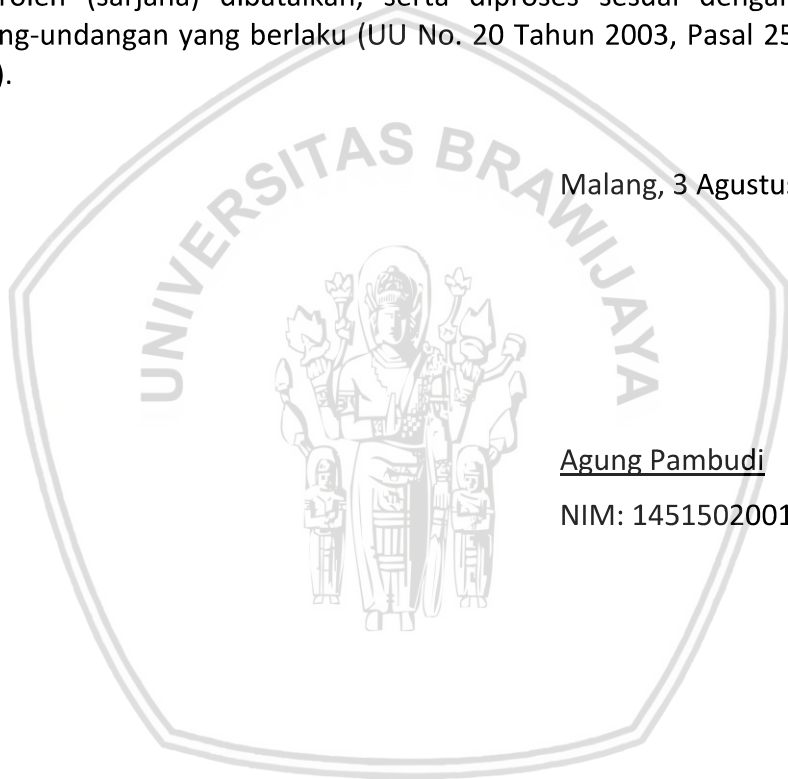 (sarjana) dibatalkan, serta diproses sesuai dengan
ng-undangan yang berlaku (UU No. 20 Tahun 2003, Pasal 25
).
UNIVERSITAS BRAWIJAYA
Malang, 3 Agustus
Agung Pambudi
NIM: 1451502001